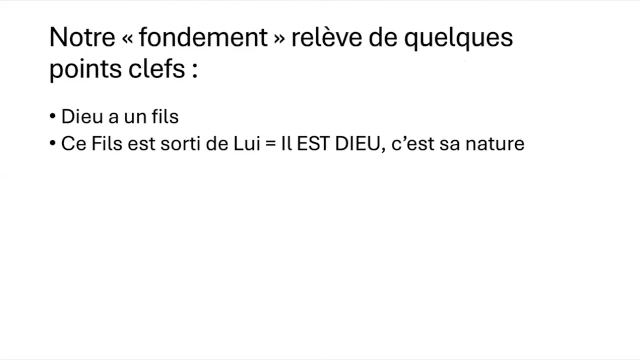 Notre « fondement » relève de quelques
points clefs :
• Dieu a un fils
• Ce Fils est sorti de Lui = Il EST DIEU, c’est sa nature